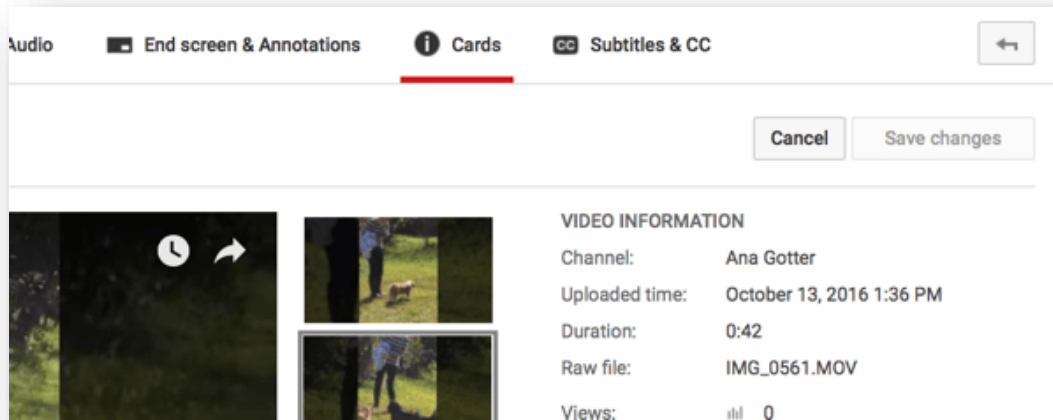 Audio End screen & Annotations Cards CC Subtitles & CC
Cancel Save changes
VIDEO INFORMATION
Channel: Ana Gotter
Uploaded time: October 13, 2016 1:36 PM
Duration: 0:42
Raw file: IMG_0561.MOV
Views: 0